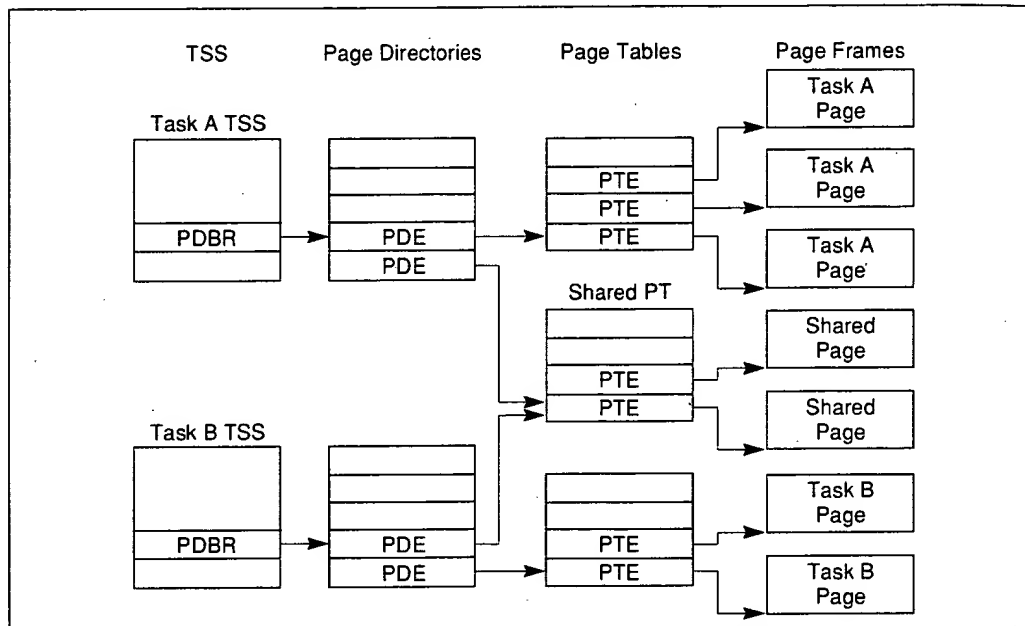 TSS
Page Directories
Page Tables
Page Frames
Task A TSS
PDBR
PDE
PDE
PTE
PTE
PTE
Task A
Page
Task A
Page
Task A
Page
Shared PT
PTE
PTE
Shared
Page
Shared
Page
Task B TSS
PDBR
PDE
PDE
PTE
PTE
Task B
Page
Task B
Page